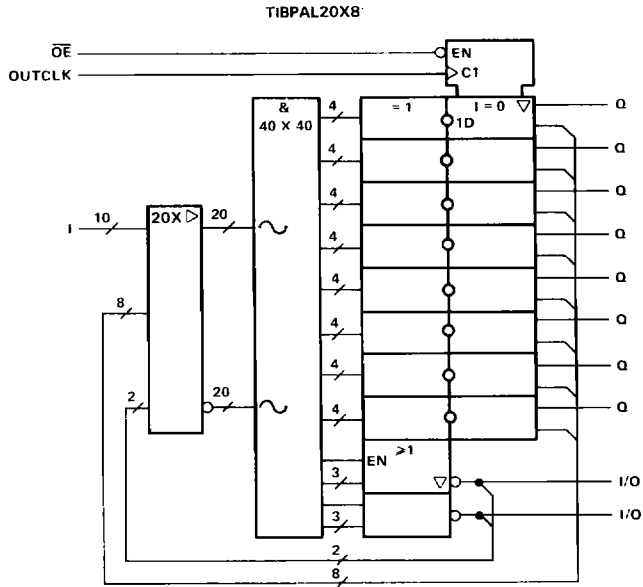 TIBPAL20X8
OE
EN
OUTCLK
C1
&
40 X 40
4
= 1
I = 0
1D
Q
4
Q
4
Q
4
Q
4
Q
4
Q
4
Q
4
Q
I
10
20X
20
8
2
20
EN
≥1
3
I/O
3
I/O
2
8